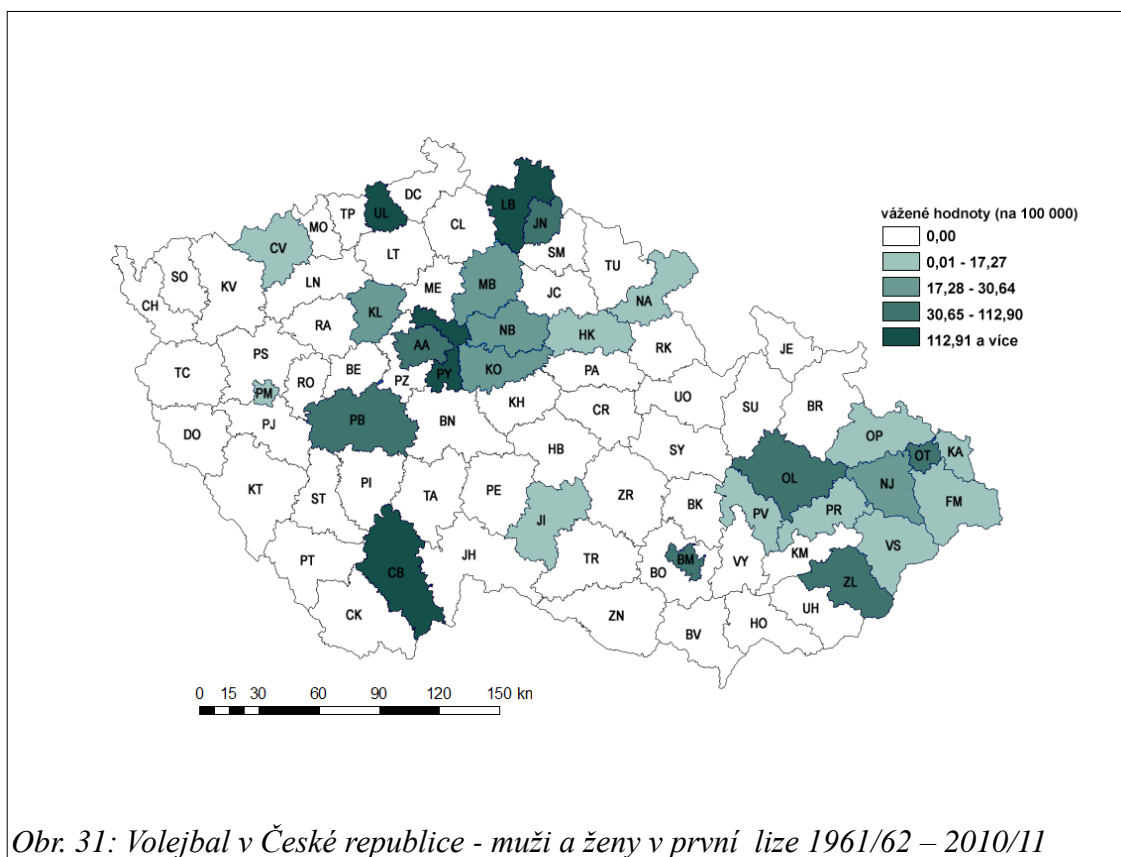 DC
LB
UL
TP
JN
MO
CL
CV
SM
LT
TU
SO
KV
LN
ME
MB
JC
CH
NA
KL
RA
NB
HK
AA
RK
JE
PS
BE
KO
PA
TC
PY
RO
PZ
PM
UO
SU
BR
PB
KH
CR
PJ
BN
DO
OP
HB
SY
OT
KA
KT
PI
OL
NJ
ST
TA
PE
ZR
FM
BK
PV
PR
JI
VS
KM
JH
PT
TR
BM
VY
BO
CB
ZL
CK
ZN
UH
HO
BV
vážené hodnoty (na 100 000)
0,00
0,01 - 17,27
17,28 - 30,64
30,65 - 112,90
112,91 a více
0 15 30 60 90 120 150 kn
Obr. 31: Volejbal v České republice - muži a ženy v první lize 1961/62 – 2010/11